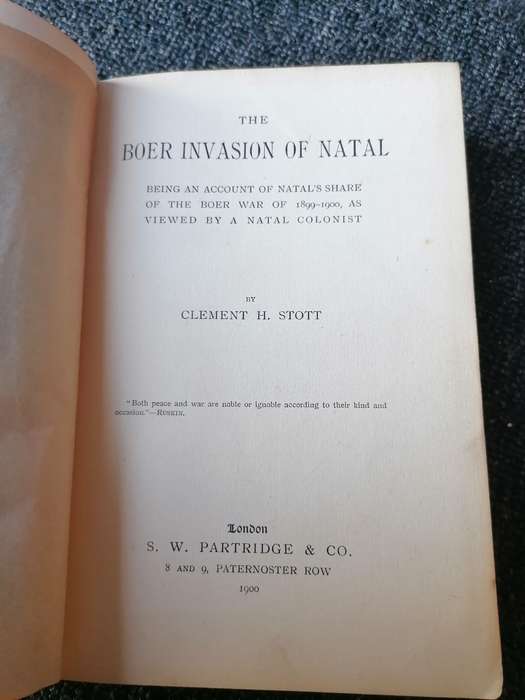 THE
BOER INVASION OF NATAL
BEING AN ACCOUNT OF NATAL'S SHARE
OF THE BOER WAR OF 1899-1900, AS
VIEWED BY A NATAL COLONIST
BY
CLEMENT H. STOTT
"Both peace and war are noble or ignoble according to their kind and
occasion."—RUSKIN.
London
S. W. PARTRIDGE & CO.
8 AND 9, PATERNOSTER ROW
1900